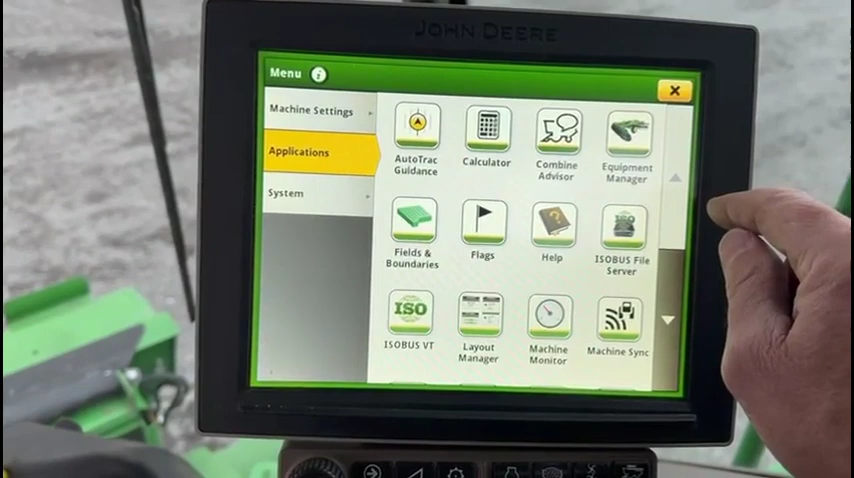 JOHN DEERE
Menu i
Machine Settings
Applications
System
AutoTrac
Guidance
Calculator
Combine
Advisor
Equipment
Manager
Fields &
Boundaries
Flags
?
Help
ISO
ISOBUS File
Server
ISO
ISOBUS VT
Layout
Manager
Machine
Monitor
Machine Sync